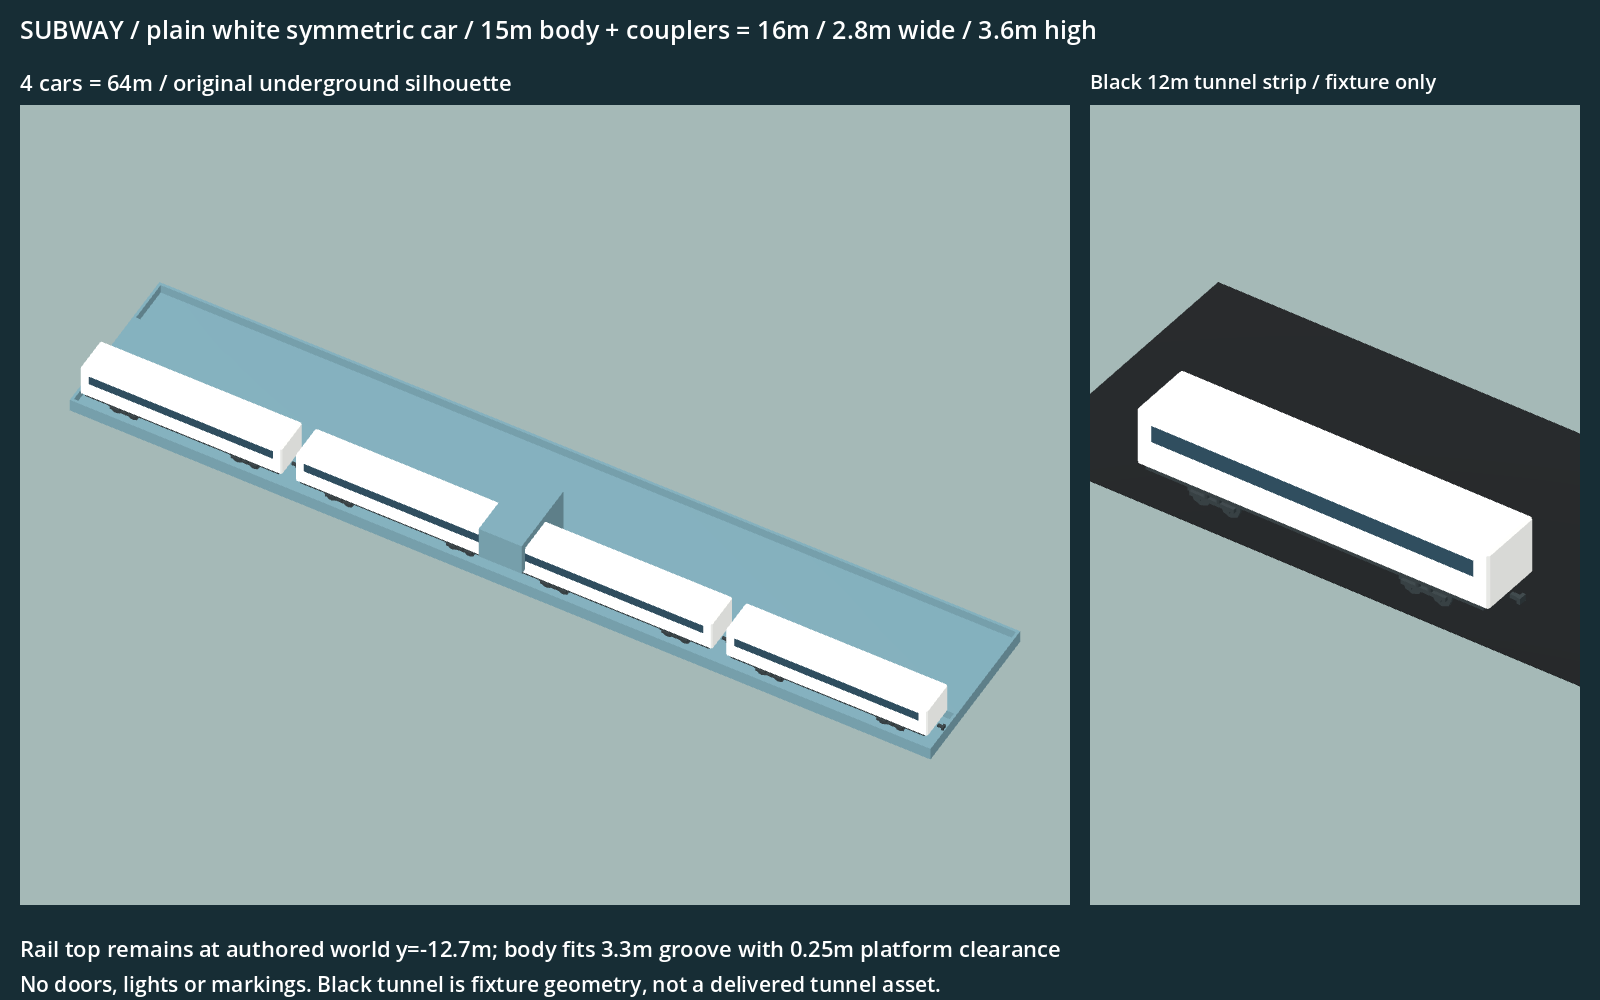 SUBWAY / plain white symmetric car / 15m body + couplers = 16m / 2.8m wide / 3.6m high
4 cars = 64m / original underground silhouette
Black 12m tunnel strip / fixture only
Rail top remains at authored world y=-12.7m; body fits 3.3m groove with 0.25m platform clearance
No doors, lights or markings. Black tunnel is fixture geometry, not a delivered tunnel asset.